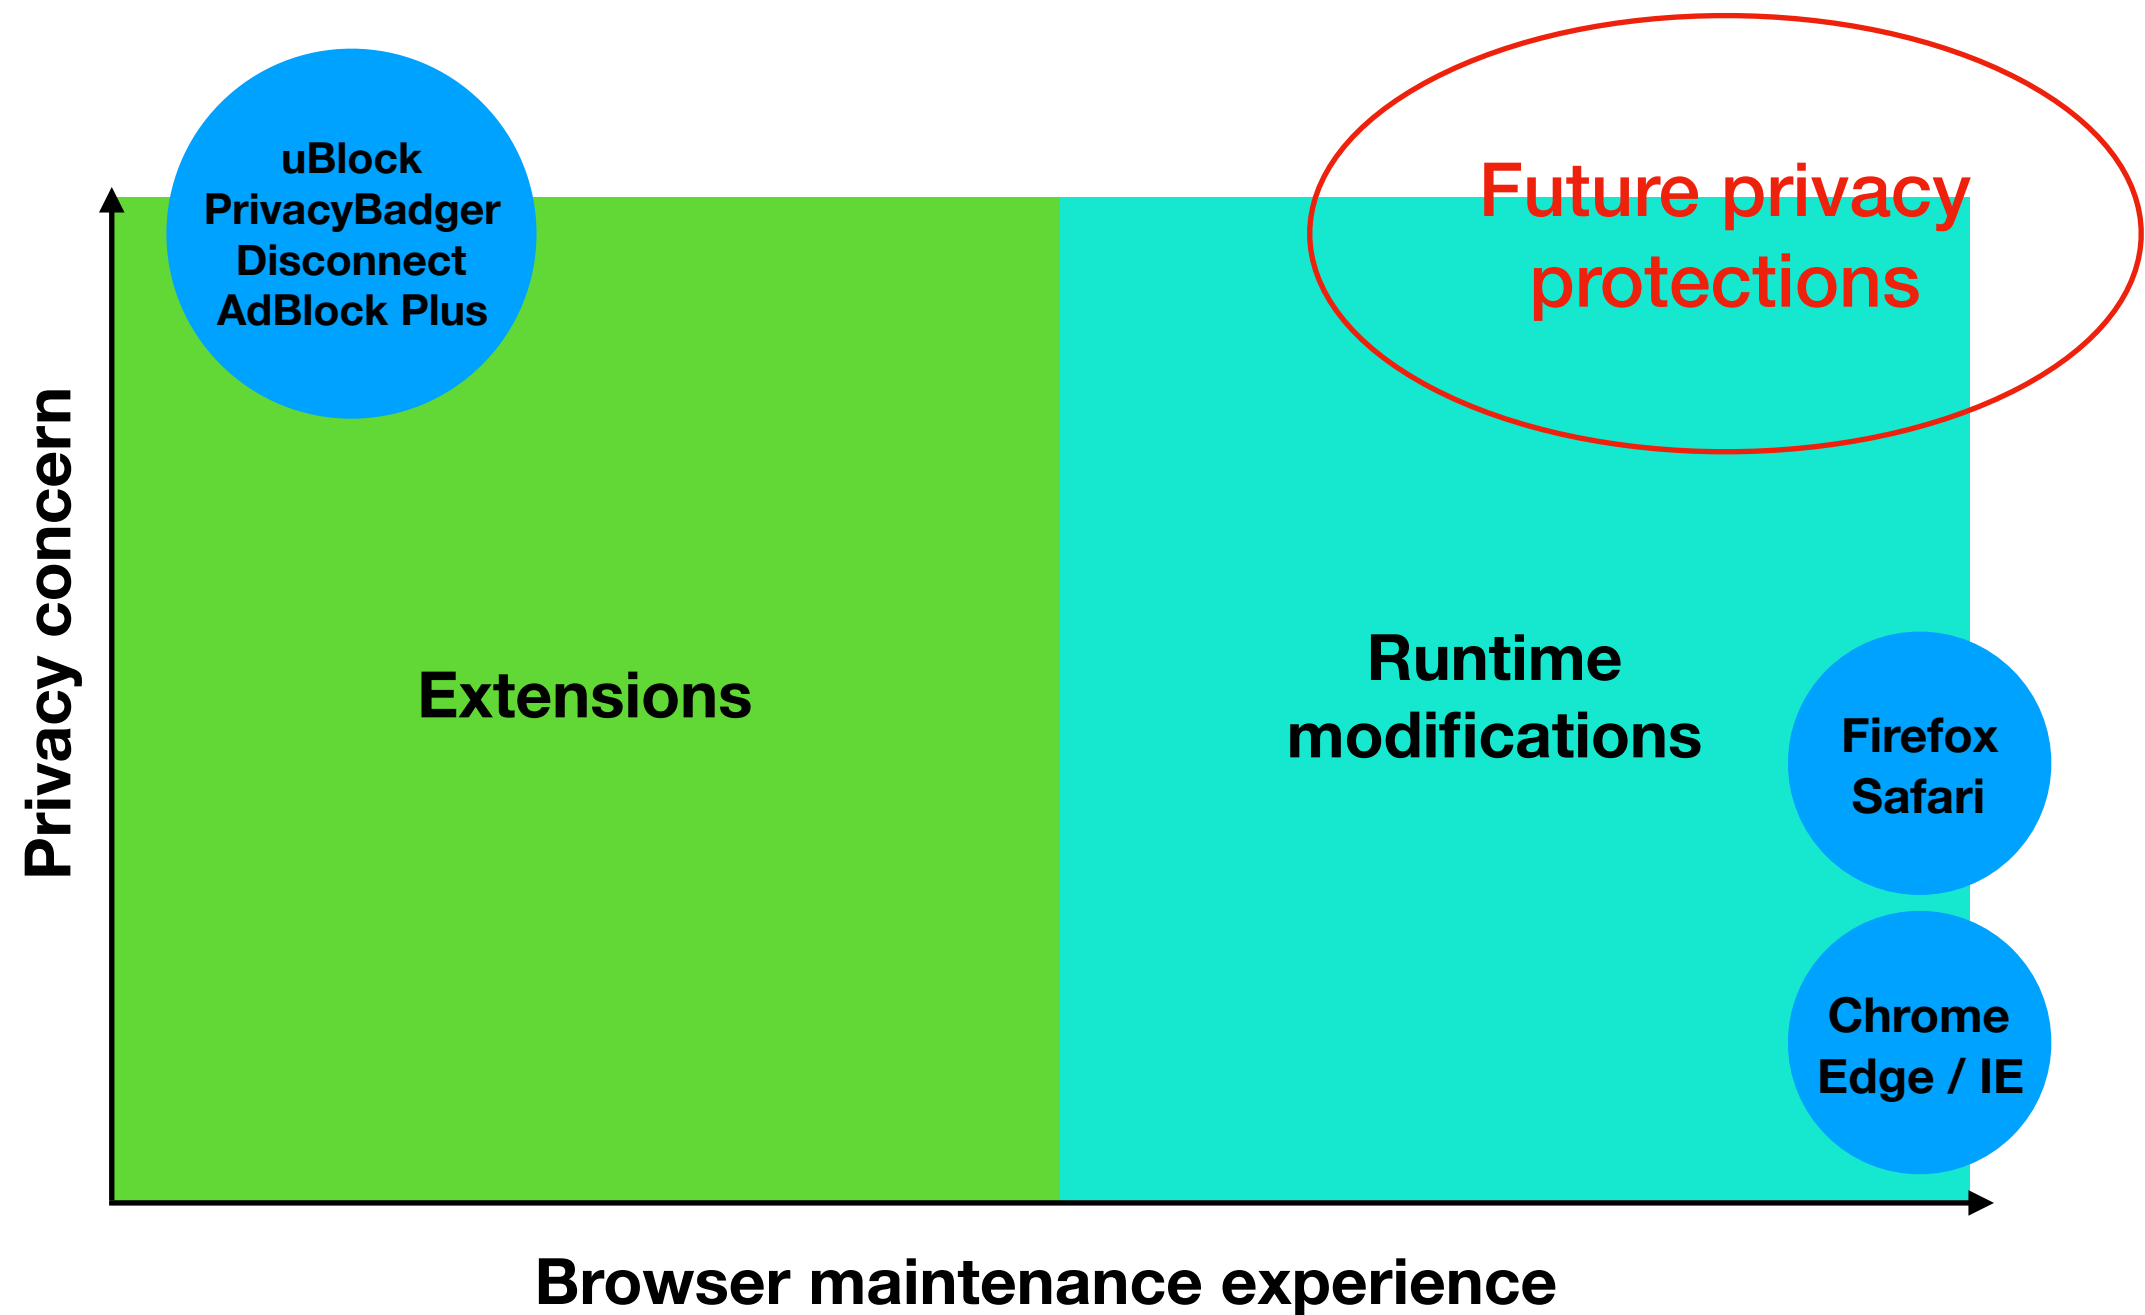 uBlock
PrivacyBadger
Disconnect
AdBlock Plus
Future privacy
protections
Privacy concern
Extensions
Runtime
modifications
Firefox
Safari
Chrome
Edge / IE
Browser maintenance experience